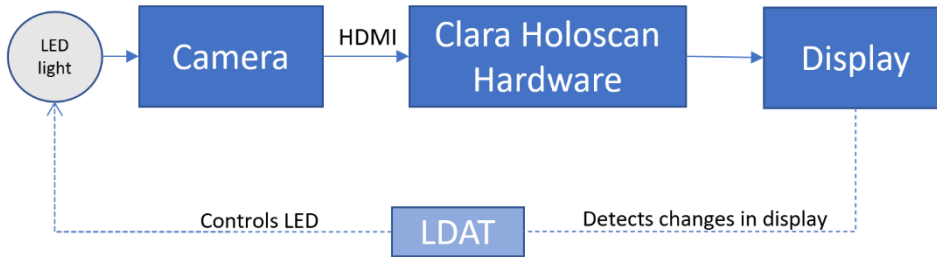 LED
light
Camera
HDMI
Clara Holoscan
Hardware
Display
Controls LED
LDAT
Detects changes in display